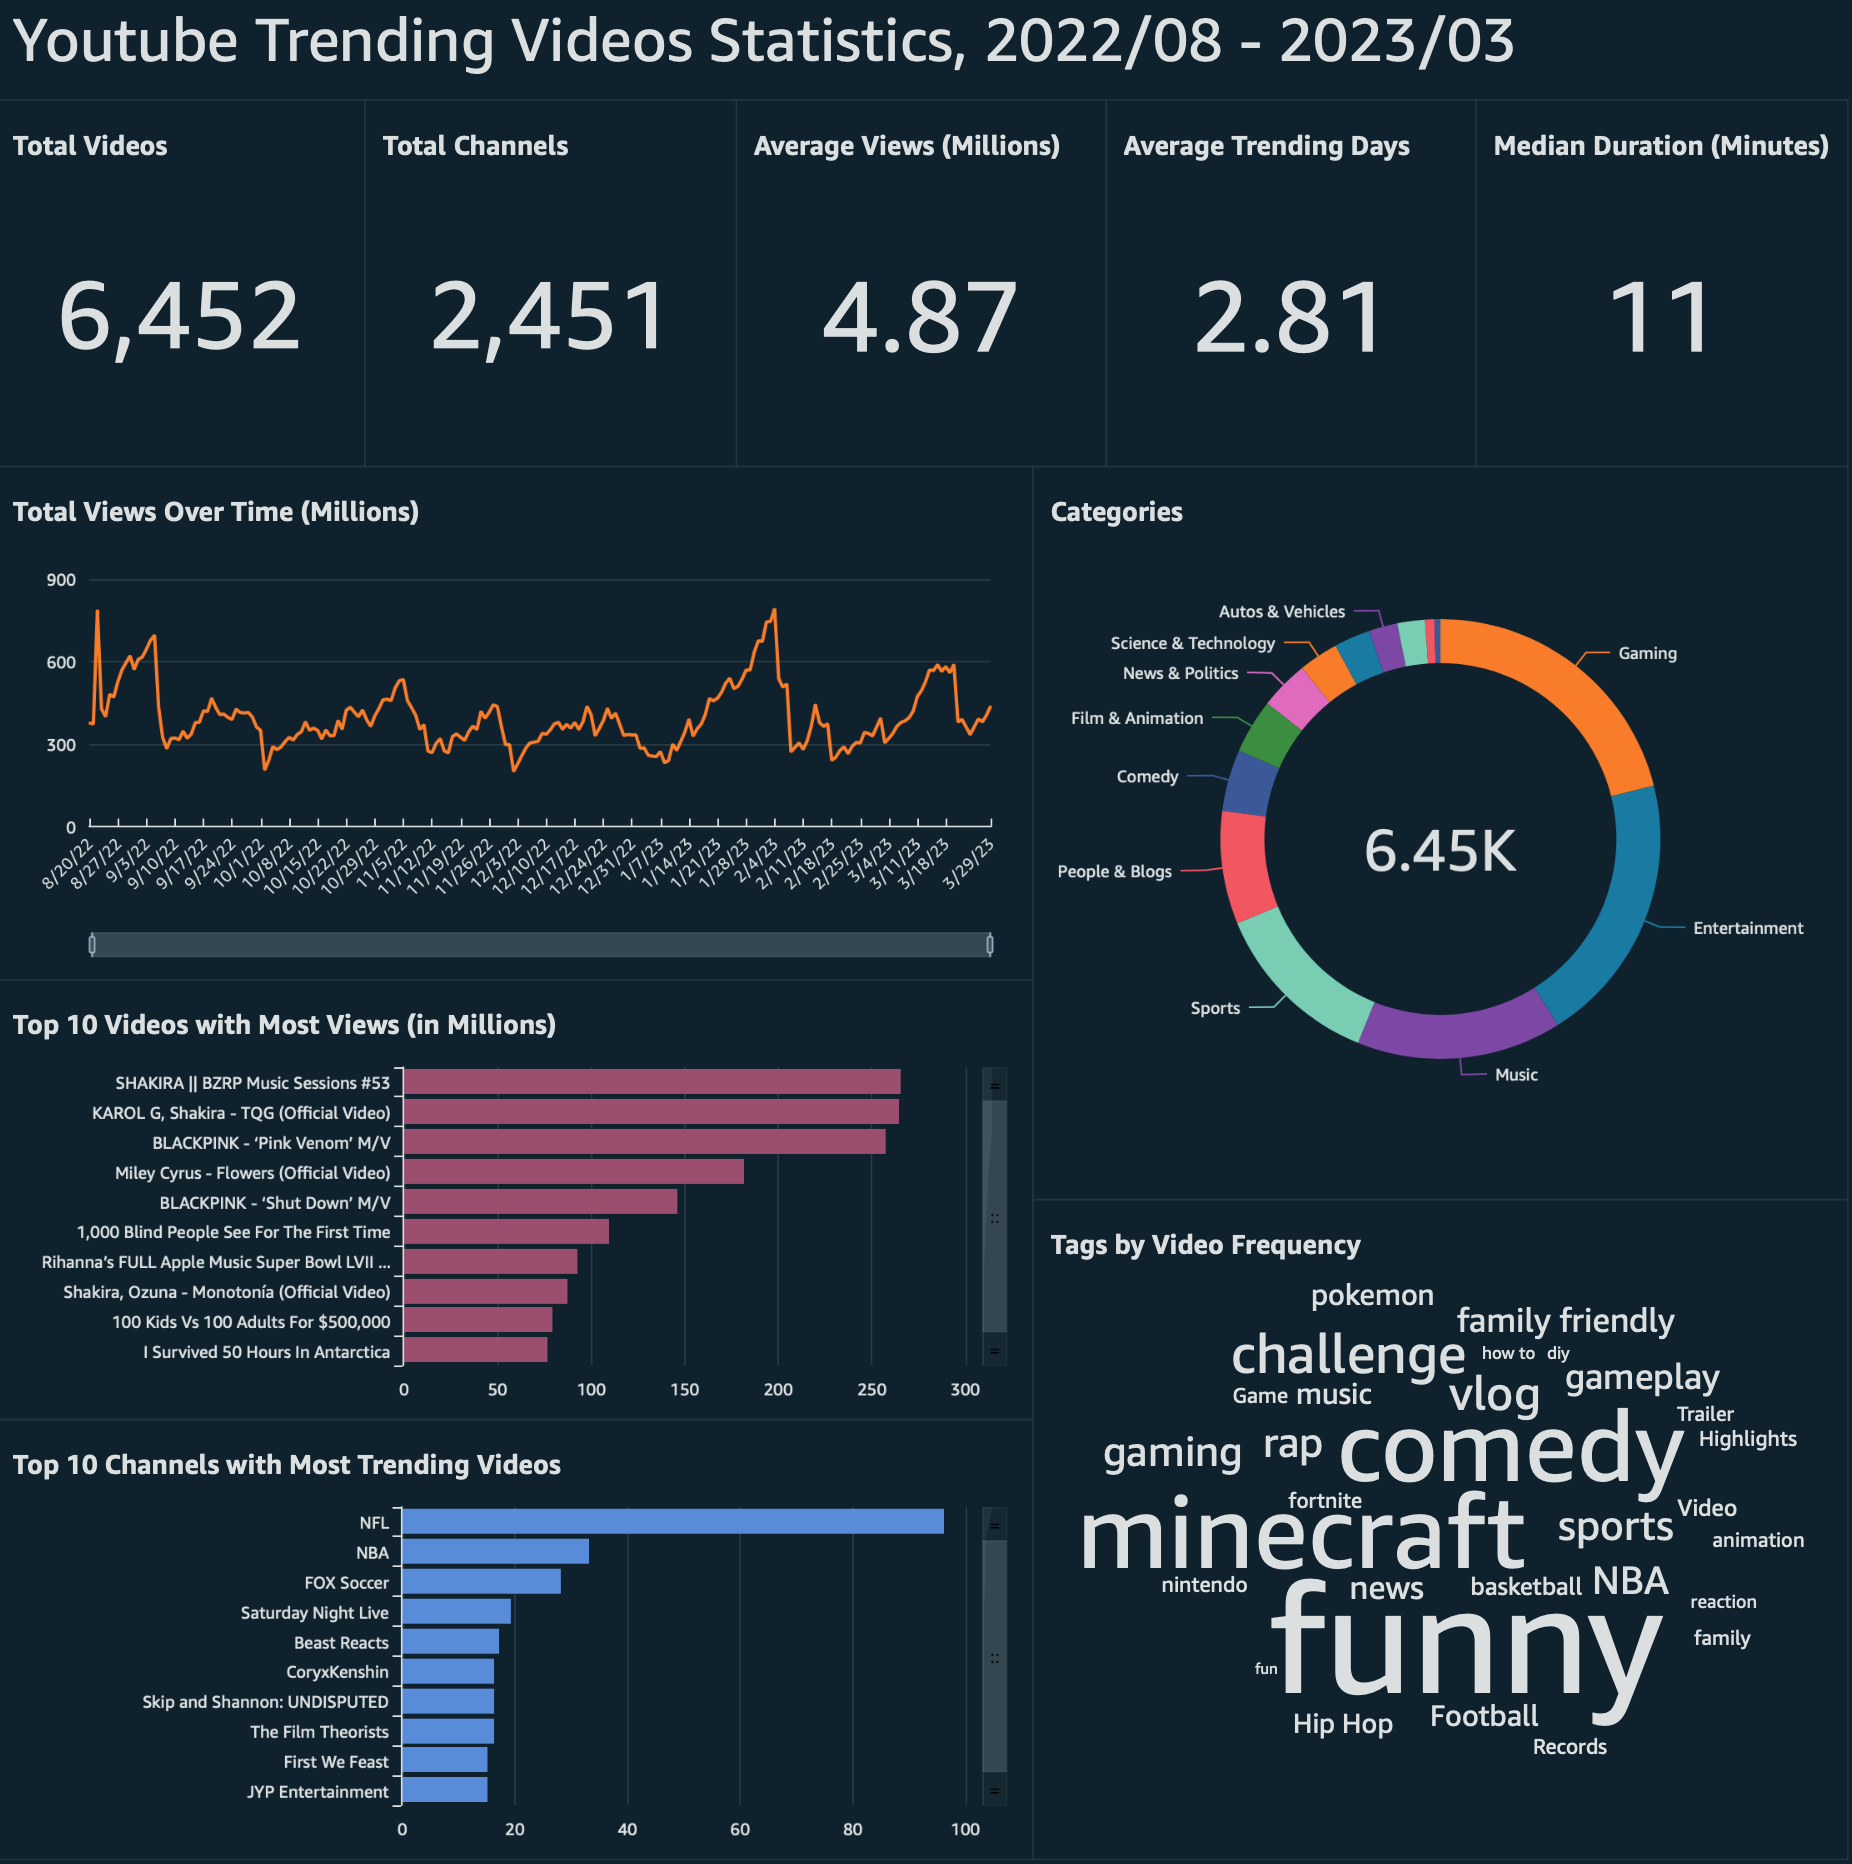 Youtube Trending Videos Statistics, 2022/08 - 2023/03
Total Videos
6,452
Total Channels
2,451
Average Views (Millions)
4.87
Average Trending Days
2.81
Median Duration (Minutes)
11
Total Views Over Time (Millions)
900
600
300
0
8/20/22
8/27/22
9/3/22
9/10/22
9/17/22
9/24/22
10/1/22
10/8/22
10/15/22
10/22/22
10/29/22
11/5/22
11/12/22
11/19/22
11/26/22
12/3/22
12/10/22
12/17/22
12/24/22
12/31/22
1/7/23
1/14/23
1/21/23
1/28/23
2/4/23
2/11/23
2/18/23
2/25/23
3/4/23
3/11/23
3/18/23
3/29/23
Categories
Autos & Vehicles
Science & Technology
News & Politics
Film & Animation
Comedy
People & Blogs
Sports
Music
Entertainment
Gaming
6.45K
Top 10 Videos with Most Views (in Millions)
SHAKIRA || BZRP Music Sessions #53
KAROL G, Shakira - TQG (Official Video)
BLACKPINK - ‘Pink Venom’ M/V
Miley Cyrus - Flowers (Official Video)
BLACKPINK - ‘Shut Down’ M/V
1,000 Blind People See For The First Time
Rihanna’s FULL Apple Music Super Bowl LVII ...
Shakira, Ozuna - Monotonía (Official Video)
100 Kids Vs 100 Adults For $500,000
I Survived 50 Hours In Antarctica
0 50 100 150 200 250 300
Top 10 Channels with Most Trending Videos
NFL
NBA
FOX Soccer
Saturday Night Live
Beast Reacts
CoryxKenshin
Skip and Shannon: UNDISPUTED
The Film Theorists
First We Feast
JYP Entertainment
0 20 40 60 80 100
Tags by Video Frequency
pokemon
family friendly
challenge
how to
diy
gameplay
Game
music
vlog
Trailer
Highlights
gaming
rap
comedy
fortnite
Video
minecraft
sports
animation
nintendo
news
basketball
NBA
reaction
funny
family
fun
Hip Hop
Football
Records